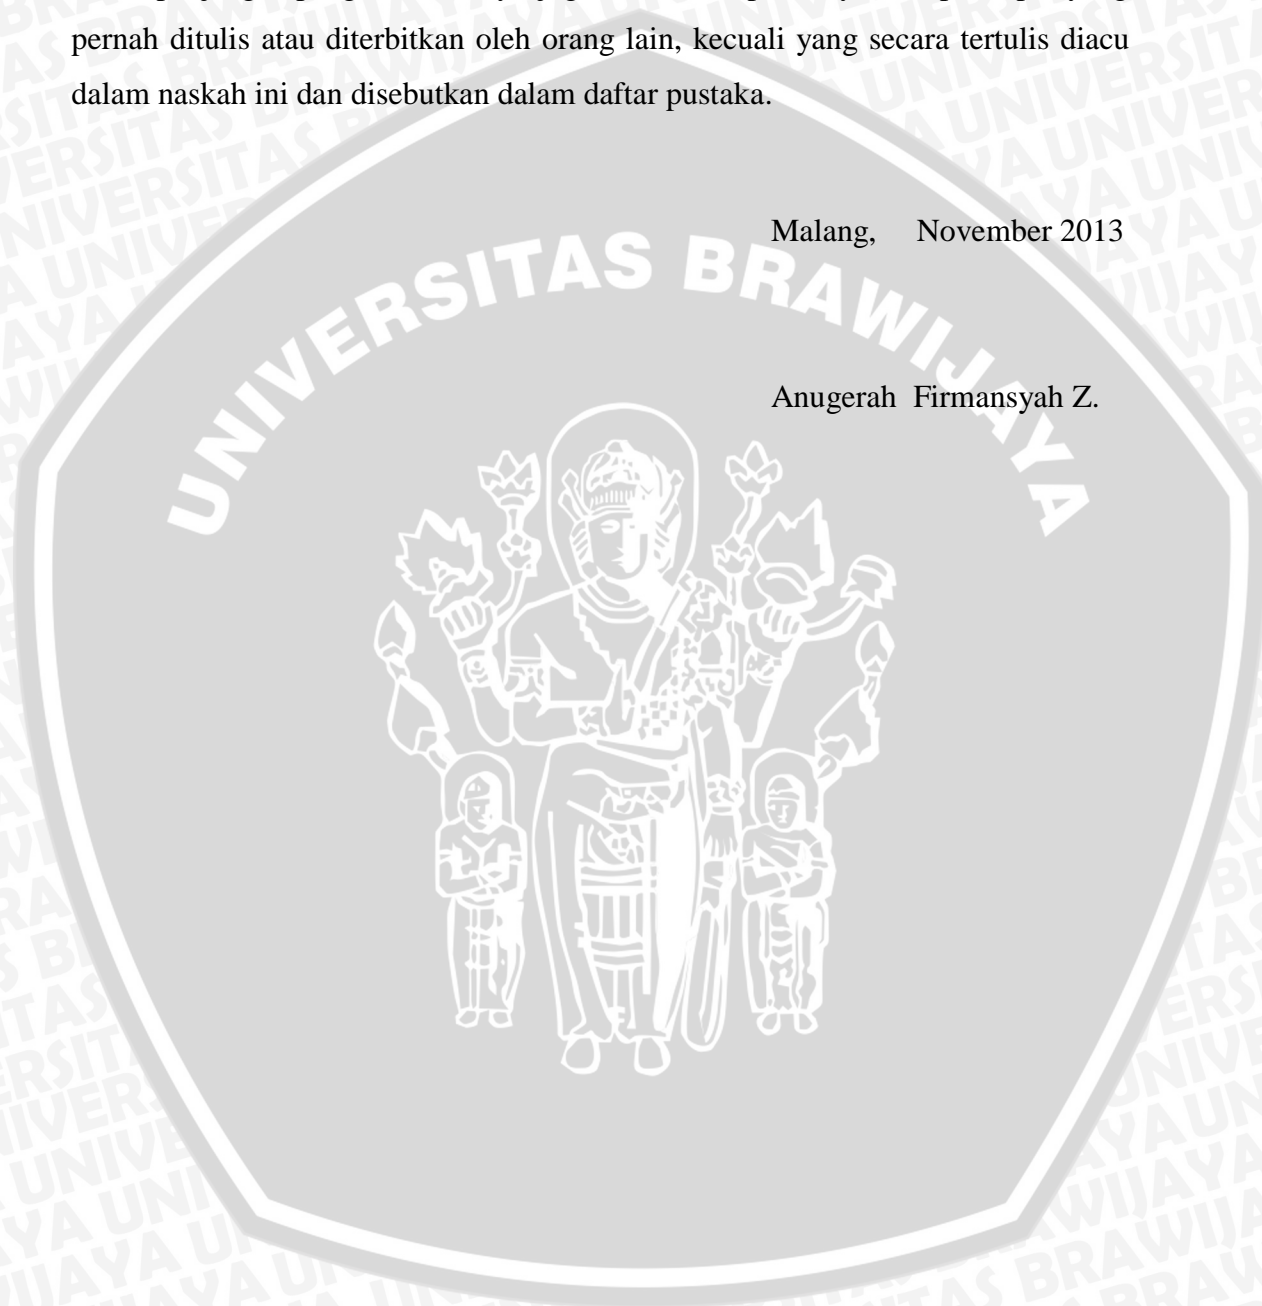 pernah ditulis atau diterbitkan oleh orang lain, kecuali yang secara tertulis diacu
dalam naskah ini dan disebutkan dalam daftar pustaka.
Malang, November 2013
UNIVERSITAS BRAWIJAYA
Anugerah Firmansyah Z.